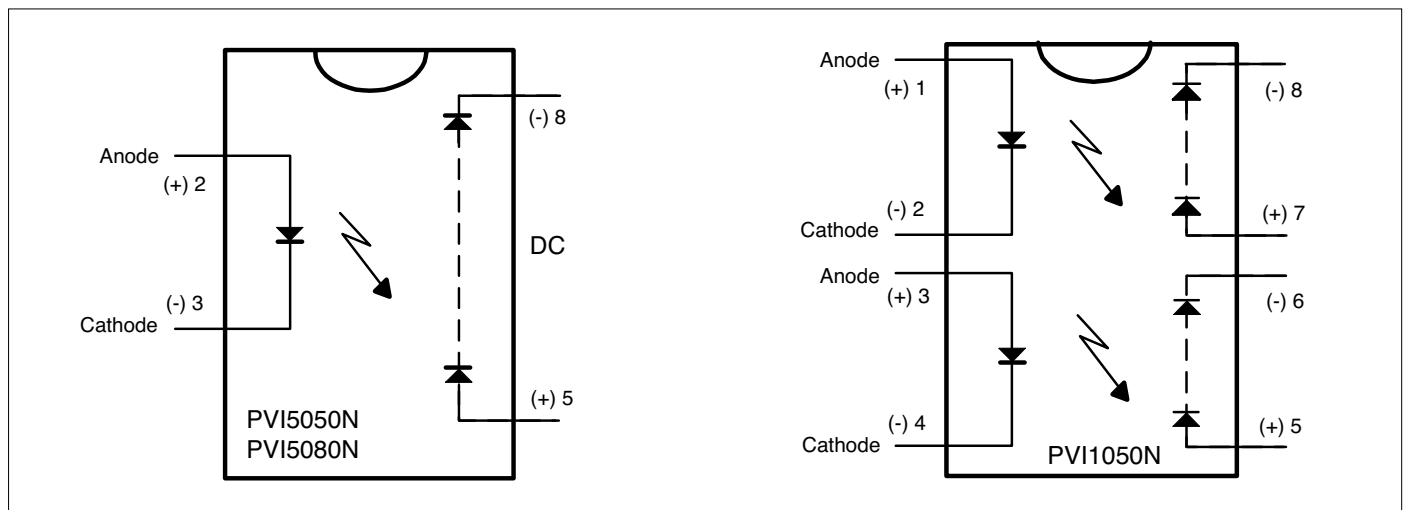 Anode
(+) 2
(-) 3
Cathode
(-) 8
DC
(+) 5
PVI5050N
PVI5080N
Anode
(+) 1
(-) 2
Cathode
Anode
(+) 3
(-) 4
Cathode
(-) 8
(+) 7
(-) 6
(+) 5
PVI1050N